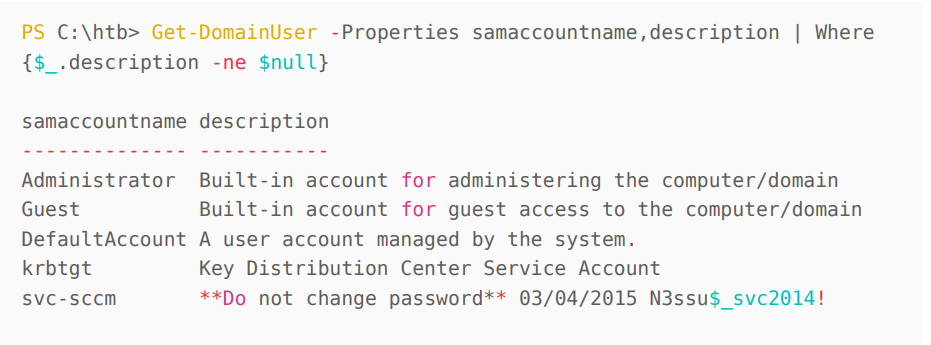 PS C:\htb> Get-DomainUser -Properties samaccountname,description | Where
{$_.description -ne $null}
samaccountname description
-------------- -----------
Administrator  Built-in account for administering the computer/domain
Guest          Built-in account for guest access to the computer/domain
DefaultAccount A user account managed by the system.
krbtgt         Key Distribution Center Service Account
svc-sccm       **Do not change password** 03/04/2015 N3ssu$_svc2014!